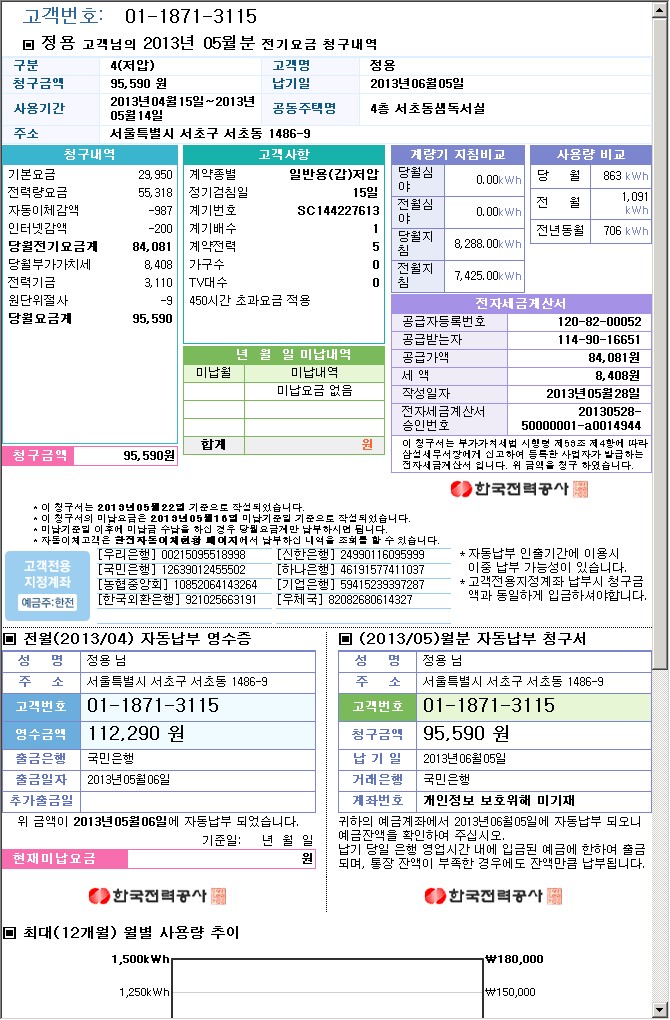 고객번호: 01-1871-3115
정용 고객님의 2013년 05월분 전기요금 청구내역
구분 4(저압) 고객명 정용
청구금액 95,590 원 납기일 2013년06월05일
사용기간 2013년04월15일~2013년05월14일 공동주택명 4층 서초동샘독서실
주소 서울특별시 서초구 서초동 1486-9
청구내역
기본요금 29,950
전력량요금 55,318
자동이체감액 -987
인터넷감액 -200
당월전기요금계 84,081
당월부가가치세 8,408
전력기금 3,110
원단위절사 -9
당월요금계 95,590
청구금액 95,590원
고객사항
계약종별 일반용(갑)저압
정기검침일 15일
계기번호 SC144227613
계기배수 1
계약전력 5
가구수 0
TV대수 0
450시간 초과요금 적용
년 월 일 미납내역
미납월 미납내역
미납요금 없음
합계 원
계량기 지침비교
당월심야 0.00kWh
전월심야 0.00kWh
당월지침 8,288.00kWh
전월지침 7,425.00kWh
사용량 비교
당 월 863 kWh
전 월 1,091 kWh
전년동월 706 kWh
전자세금계산서
공급자등록번호 120-82-00052
공급받는자 114-90-16651
공급가액 84,081원
세 액 8,408원
작성일자 2013년05월28일
전자세금계산서 승인번호 20130528-50000001-a0014944
이 청구서는 부가가치세법 시행령 제59조 제4항에 따라
삼성세무서장에게 신고하여 등록한 사업자가 발급하는
전자세금계산서 입니다. 위 금액을 청구 하였습니다.
한국전력공사
* 이 청구서는 2013년05월22일 기준으로 작성되었습니다.
* 이 청구서의 미납요금은 2013년05월16일 미납기준일 기준으로 작성되었습니다.
* 미납기준일 이후에 미납금 수납을 하신 경우 당월요금계만 납부하시면 됩니다.
* 자동이체고객은 한전자동이체현황 페이지에서 납부하신 내역을 조회를 할 수 있습니다.
고객전용
지정계좌
예금주:한전
[우리은행] 00215095518998 [신한은행] 24990116095999
[국민은행] 12639012455502 [하나은행] 46191577411037
[농협중앙회] 10852064143264 [기업은행] 59415239397287
[한국외환은행] 921025663191 [우체국] 82082680614327
* 자동납부 인출기간에 이용시
이중 납부 가능성이 있습니다.
* 고객전용지정계좌 납부시 청구금
액과 동일하게 입금하셔야합니다.
전월(2013/04) 자동납부 영수증
성 명 정용 님
주 소 서울특별시 서초구 서초동 1486-9
고객번호 01-1871-3115
영수금액 112,290 원
출금은행 국민은행
출금일자 2013년05월06일
추가출금일
위 금액이 2013년05월06일에 자동납부 되었습니다.
기준일: 년 월 일
현재미납요금 원
한국전력공사
(2013/05)월분 자동납부 청구서
성 명 정용 님
주 소 서울특별시 서초구 서초동 1486-9
고객번호 01-1871-3115
청구금액 95,590 원
납 기 일 2013년06월05일
거래은행 국민은행
계좌번호 개인정보 보호위해 미기재
귀하의 예금계좌에서 2013년06월05일에 자동납부 되오니
예금잔액을 확인하여 주십시오.
납기 당일 은행 영업시간 내에 입금된 예금에 한하여 출금
되며, 통장 잔액이 부족한 경우에도 잔액만큼 납부됩니다.
한국전력공사
최대(12개월) 월별 사용량 추이
1,500kWh ₩180,000
1,250kWh ₩150,000